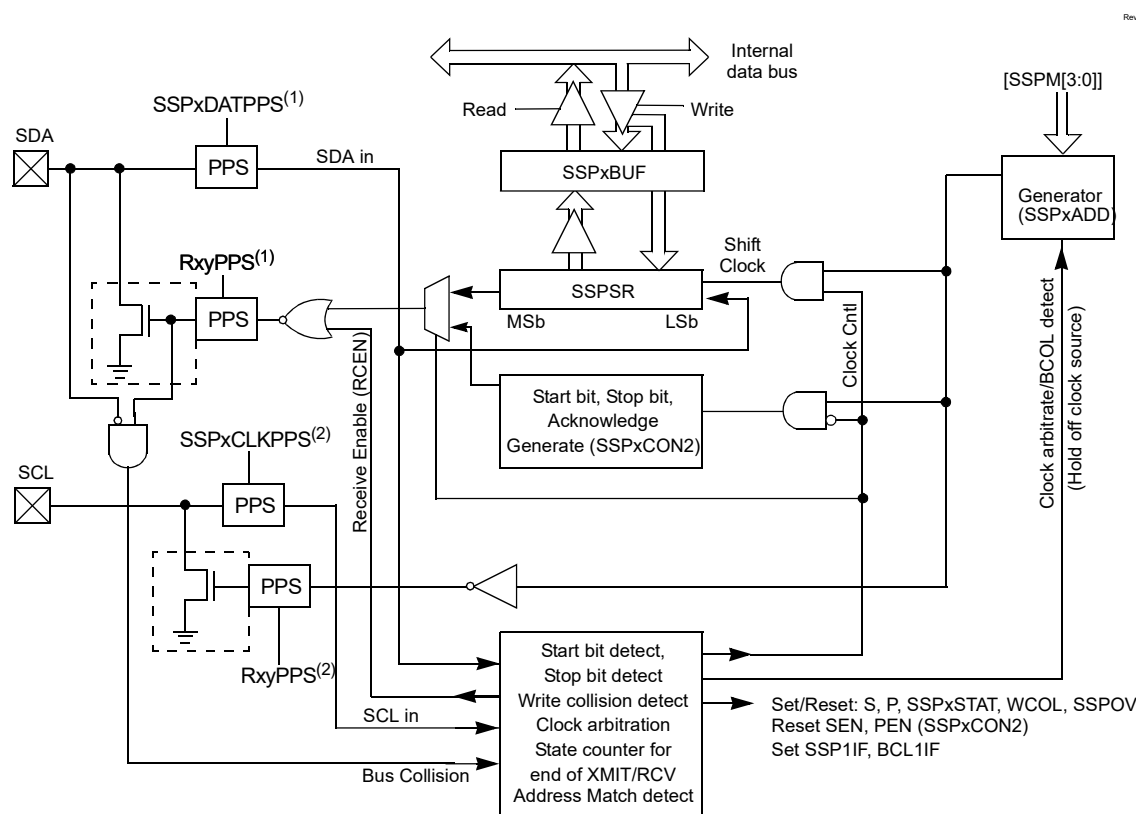 Rev
Internal
data bus
[SSPM[3:0]]
SSPxDATPPS(1)
Read
Write
SDA
PPS
SDA in
SSPxBUF
Generator
(SSPxADD)
RxyPPS(1)
Shift
Clock
PPS
SSPSR
MSb
LSb
Receive Enable (RCEN)
Clock Cntl
Clock arbitrate/BCOL detect
(Hold off clock source)
Start bit, Stop bit,
Acknowledge
Generate (SSPxCON2)
SSPxCLKPPS(2)
SCL
PPS
PPS
RxyPPS(2)
Start bit detect,
Stop bit detect
Write collision detect
Clock arbitration
State counter for
end of XMIT/RCV
Address Match detect
SCL in
Bus Collision
Set/Reset: S, P, SSPxSTAT, WCOL, SSPOV
Reset SEN, PEN (SSPxCON2)
Set SSP1IF, BCL1IF